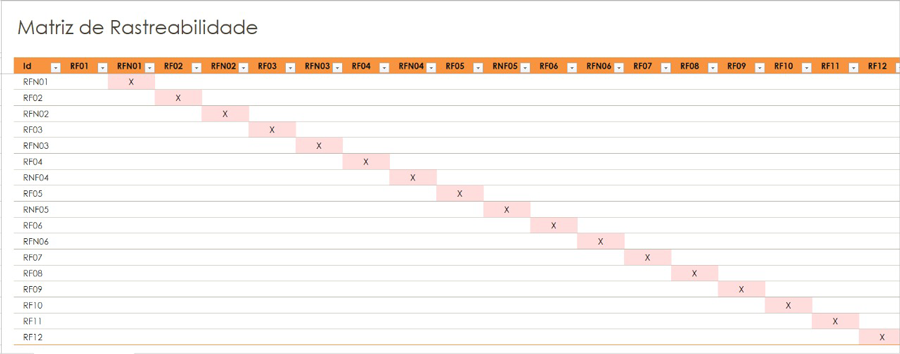 Matriz de Rastreabilidade
Id RF01 RFN01 RF02 RFN02 RF03 RFN03 RF04 RFN04 RF05 RNF05 RF06 RFN06 RF07 RF08 RF09 RF10 RF11 RF12
RFN01 X
RF02 X
RFN02 X
RF03 X
RFN03 X
RF04 X
RNF04 X
RF05 X
RNF05 X
RF06 X
RFN06 X
RF07 X
RF08 X
RF09 X
RF10 X
RF11 X
RF12 X